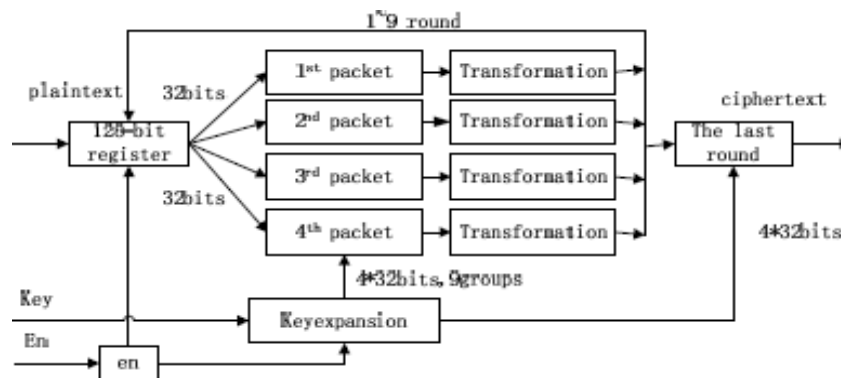 1~9 round
plaintext
32bits
1st packet
Transformation
ciphertext
128-bit
register
2nd packet
Transformation
The last
round
3rd packet
Transformation
32bits
4th packet
Transformation
4*32bits
4*32bits,9groups
Key
Keyexpansion
En
en